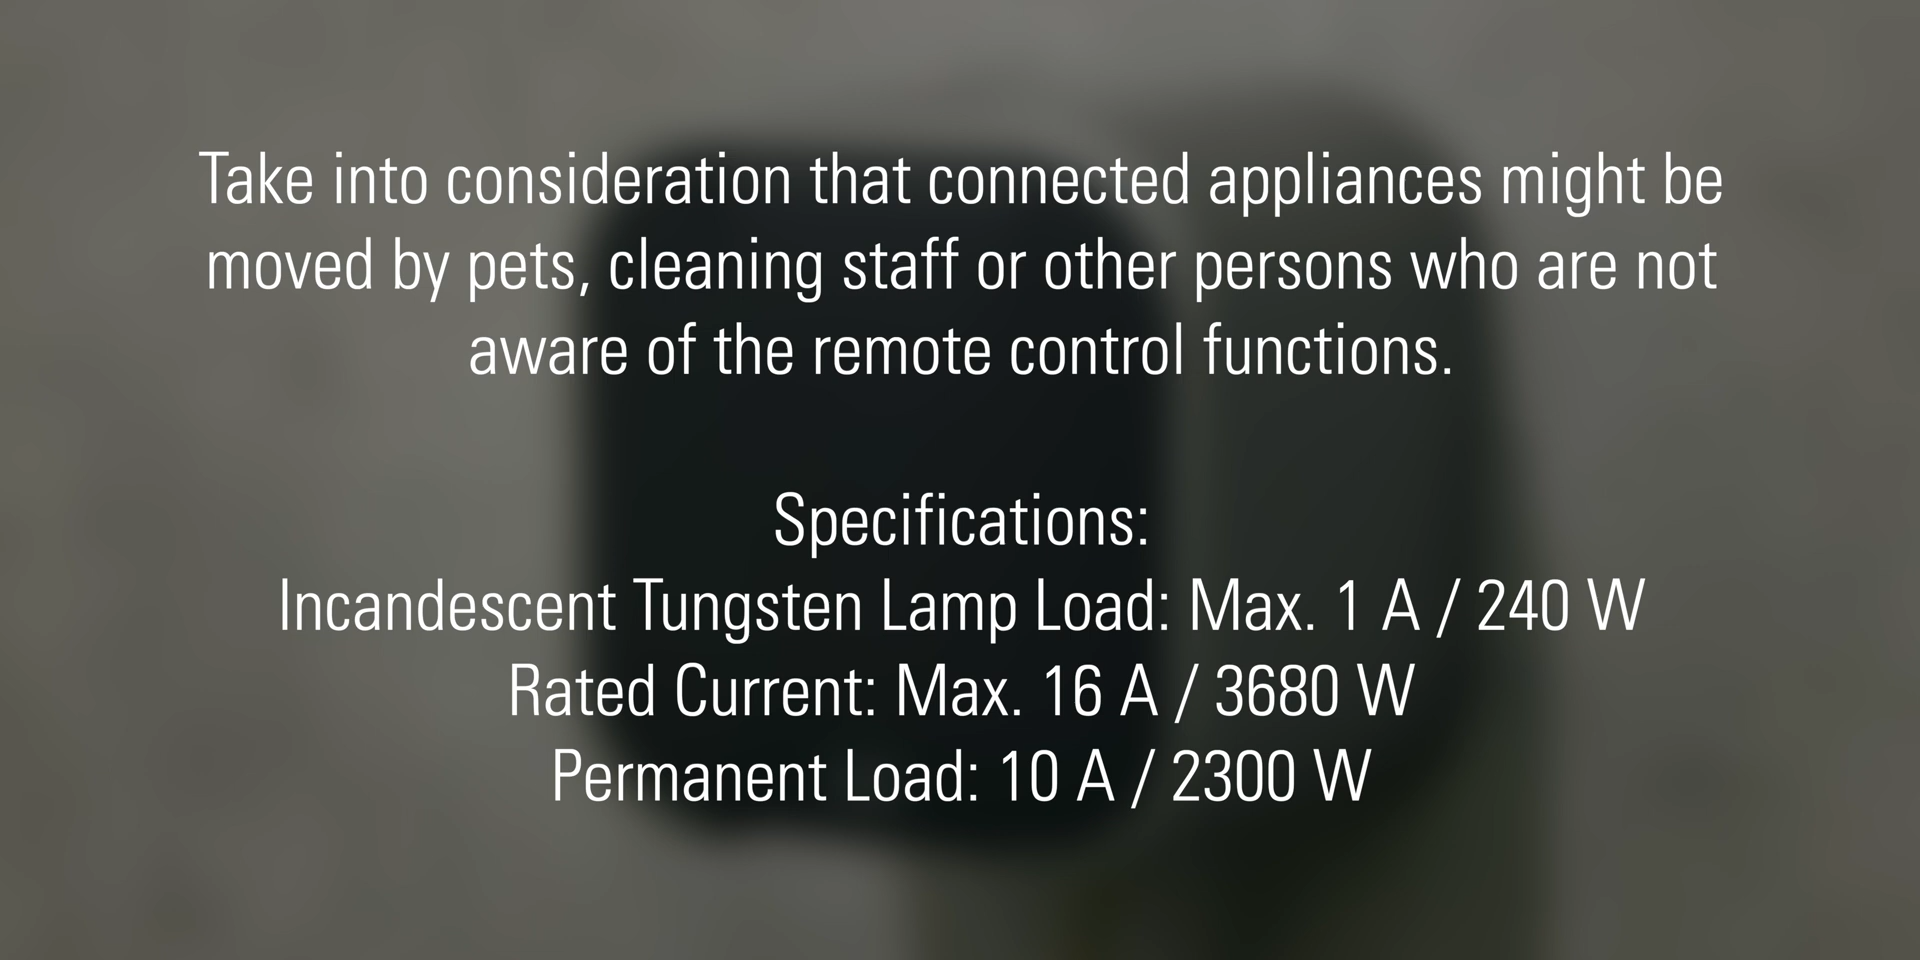 Take into consideration that connected appliances might be
moved by pets, cleaning staff or other persons who are not
aware of the remote control functions.
Specifications:
Incandescent Tungsten Lamp Load: Max. 1 A / 240 W
Rated Current: Max. 16 A / 3680 W
Permanent Load: 10 A / 2300 W